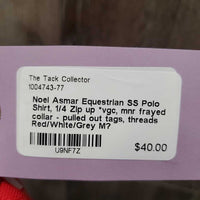 The Tack Collector
1004743-77
Noel Asmar Equestrian SS Polo
Shirt, 1/4 Zip up *vgc, mnr frayed
collar - pulled out tags, threads
Red/White/Grey M?
U9NF7Z
$40.00